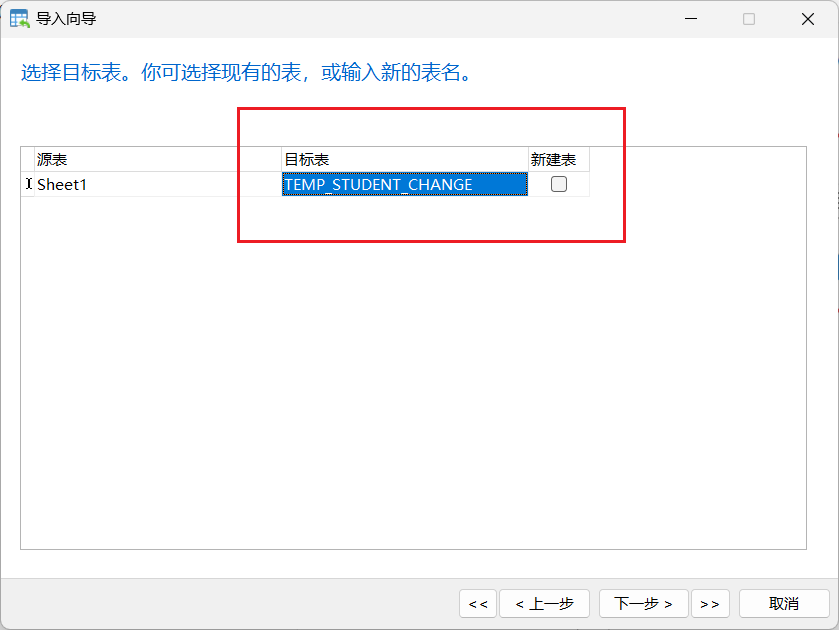 导入向导
选择目标表。你可选择现有的表，或输入新的表名。
源表 目标表 新建表
Sheet1 TEMP_STUDENT_CHANGE
<< < 上一步 下一步 > >> 取消